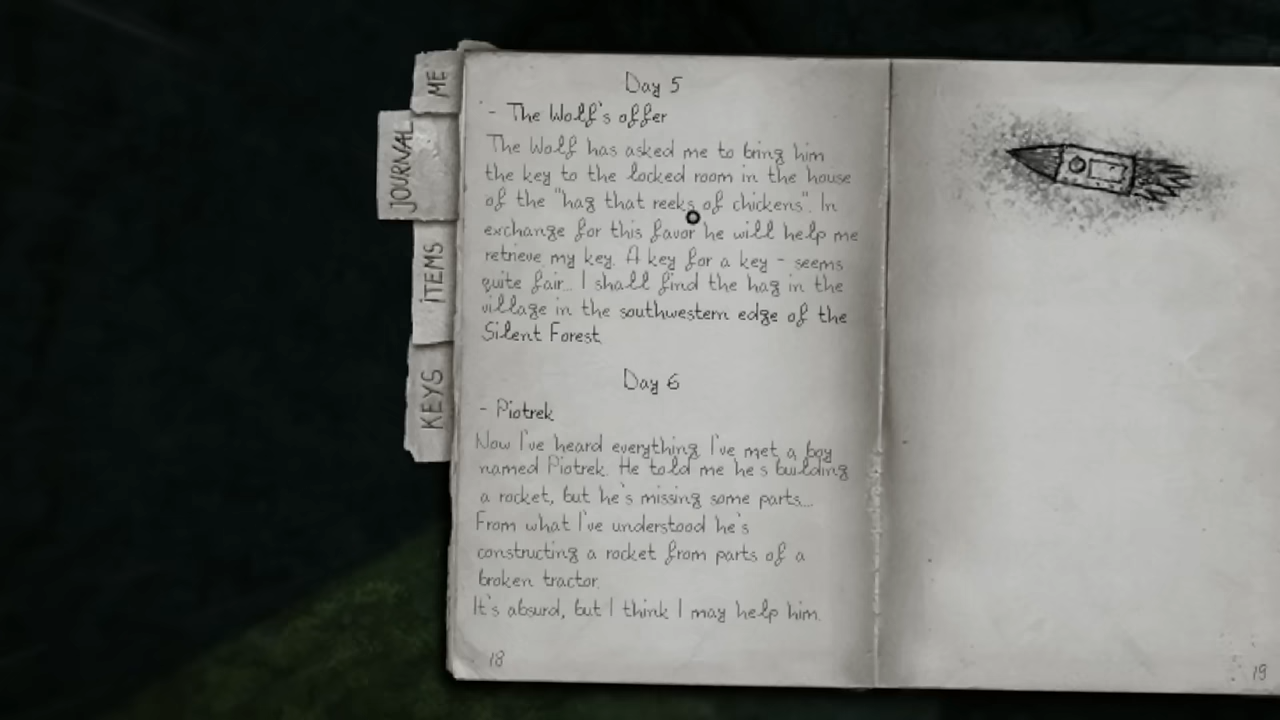 ME
JOURNAL
ITEMS
KEYS
Day 5
- The Wolf's offer
The Wolf has asked me to bring him
the key to the locked room in the house
of the "hag that reeks of chickens". In
exchange for this favor he will help me
retrieve my key. A key for a key - seems
quite fair... I shall find the hag in the
village in the southwestern edge of the
Silent Forest.
Day 6
- Piotrek
Now I've heard everything. I've met a boy
named Piotrek. He told me he's building
a rocket, but he's missing some parts...
From what I've understood he's
constructing a rocket from parts of a
broken tractor.
It's absurd, but I think I may help him.
18
19